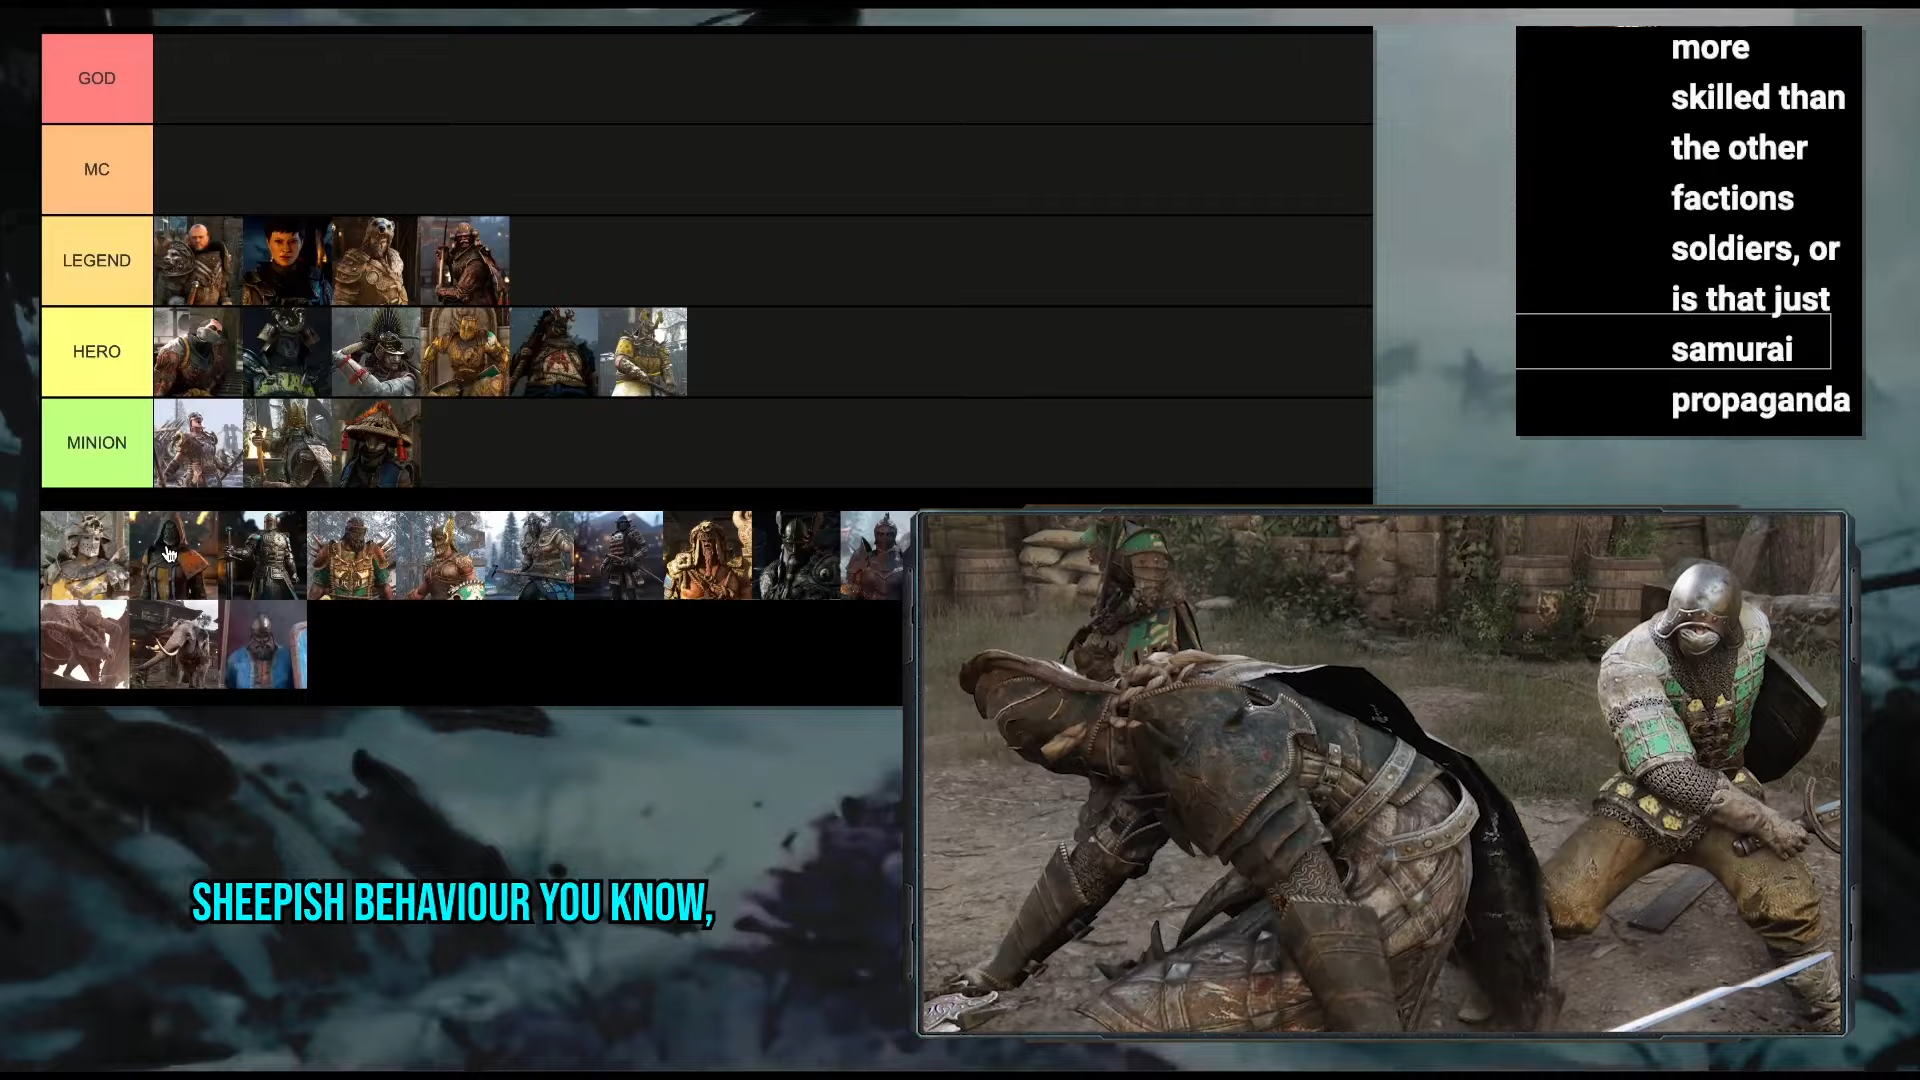 GOD
MC
LEGEND
HERO
MINION
more
skilled than
the other
factions
soldiers, or
is that just
samurai
propaganda
SHEEPISH BEHAVIOUR YOU KNOW,